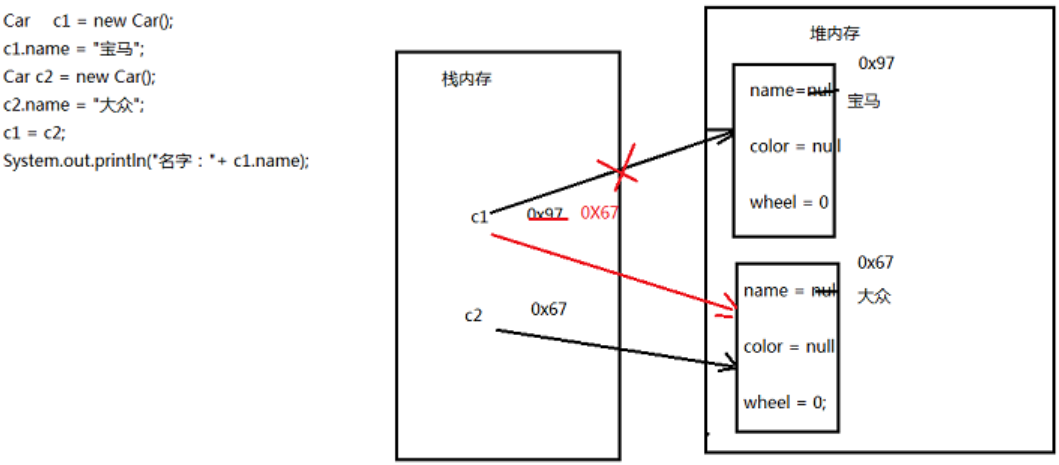 Car c1 = new Car();
c1.name = "宝马";
Car c2 = new Car();
c2.name = "大众";
c1 = c2;
System.out.println("名字："+ c1.name);
栈内存
c1 0x97 0X67
c2 0x67
堆内存
0x97
name=null 宝马
color = null
wheel = 0
0x67
name = null 大众
color = null
wheel = 0;